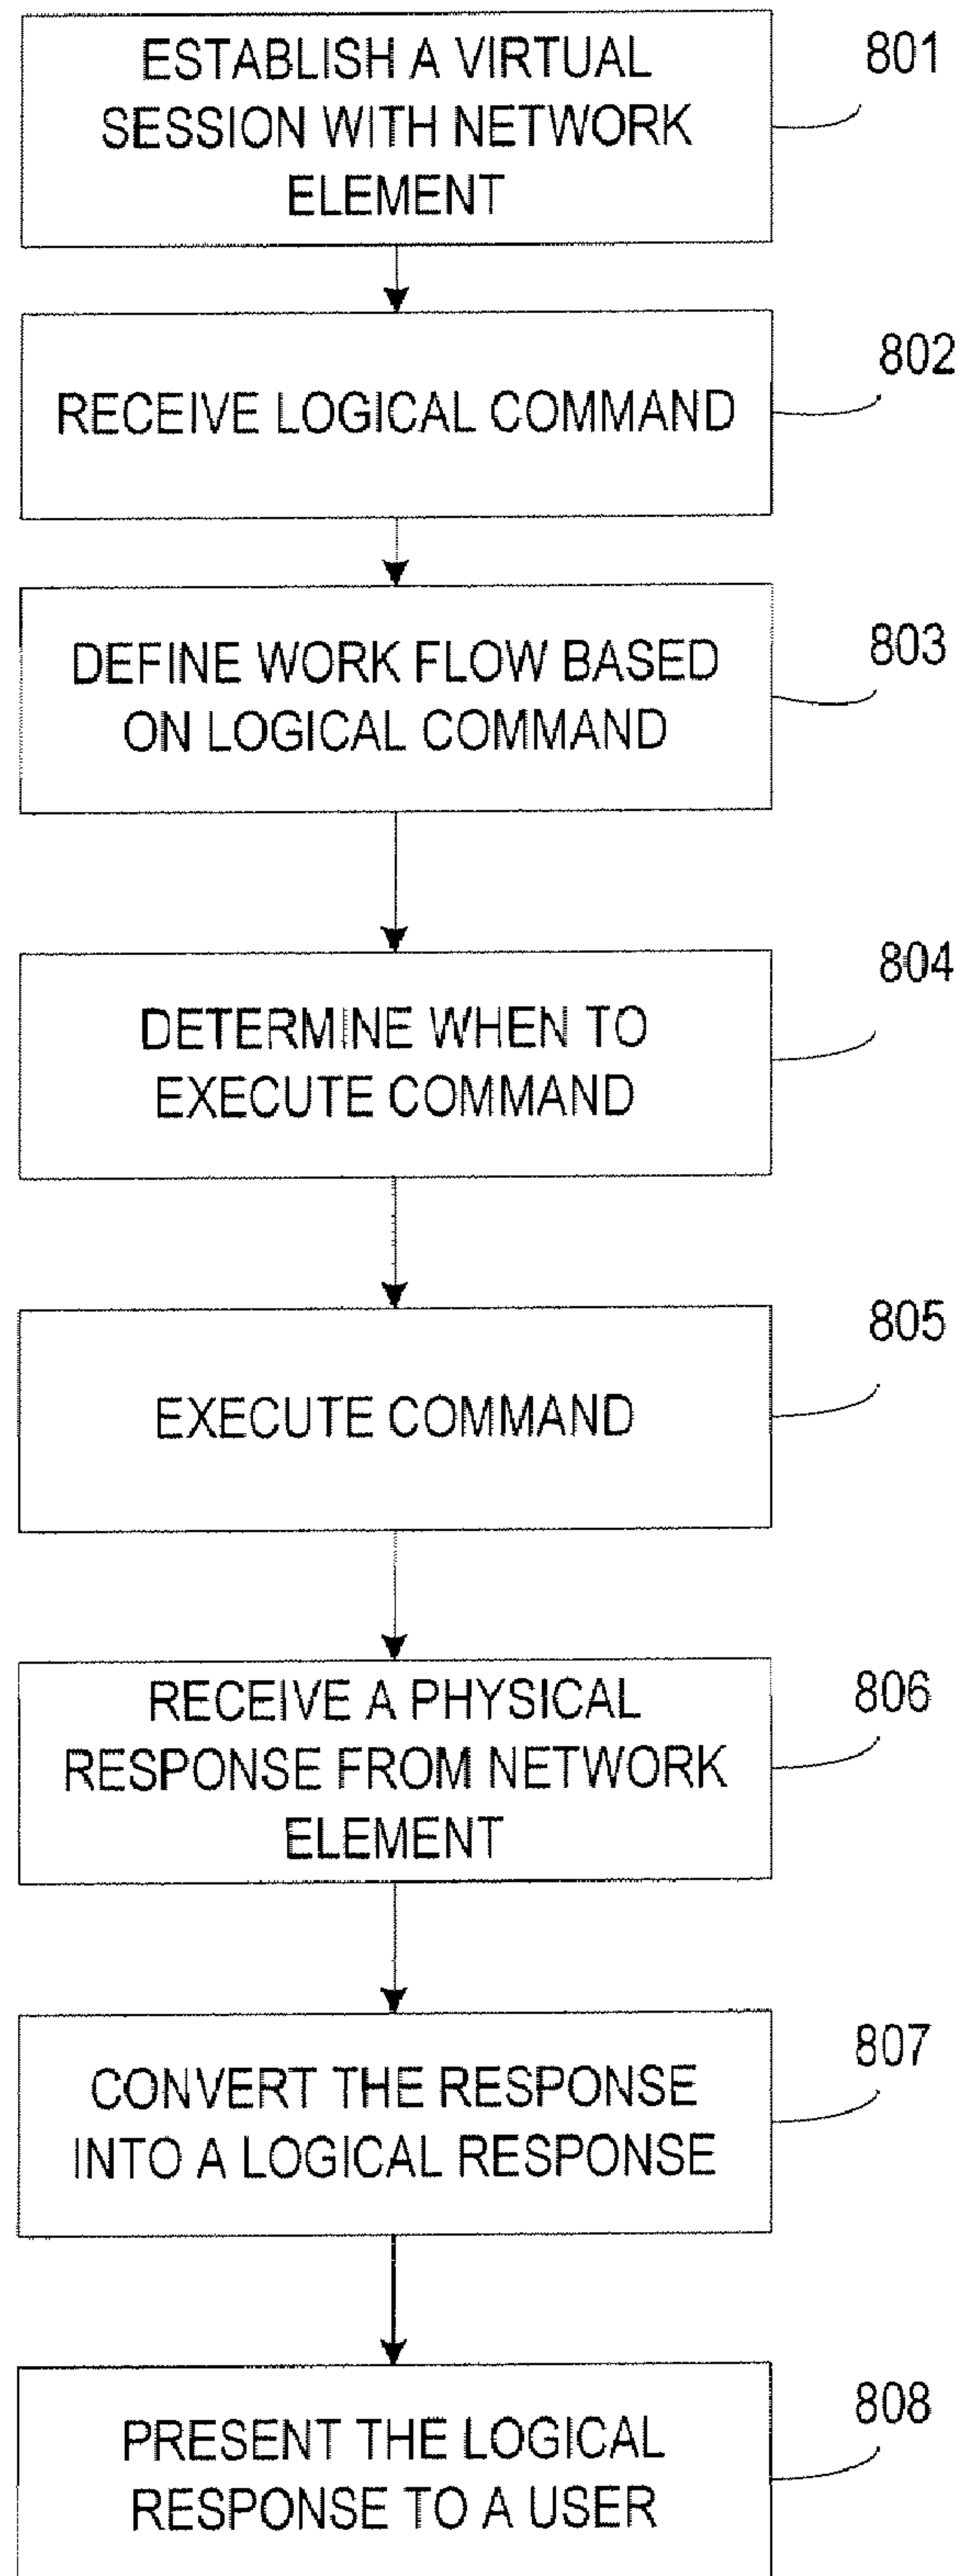 ESTABLISH A VIRTUAL
SESSION WITH NETWORK
ELEMENT
801
RECEIVE LOGICAL COMMAND
802
DEFINE WORK FLOW BASED
ON LOGICAL COMMAND
803
DETERMINE WHEN TO
EXECUTE COMMAND
804
EXECUTE COMMAND
805
RECEIVE A PHYSICAL
RESPONSE FROM NETWORK
ELEMENT
806
CONVERT THE RESPONSE
INTO A LOGICAL RESPONSE
807
PRESENT THE LOGICAL
RESPONSE TO A USER
808